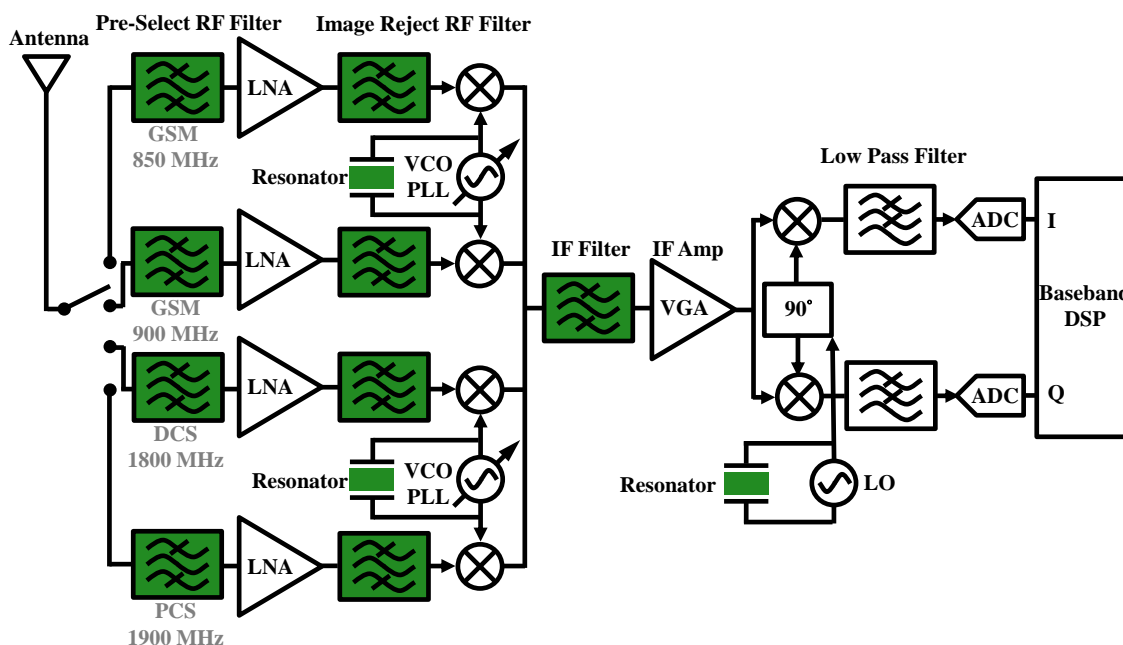 Pre-Select RF Filter
Image Reject RF Filter
Antenna
LNA
GSM
850 MHz
Resonator
VCO
PLL
LNA
GSM
900 MHz
IF Filter
IF Amp
VGA
Low Pass Filter
ADC
I
90°
Baseband
DSP
ADC
Q
LNA
DCS
1800 MHz
Resonator
VCO
PLL
Resonator
LO
LNA
PCS
1900 MHz